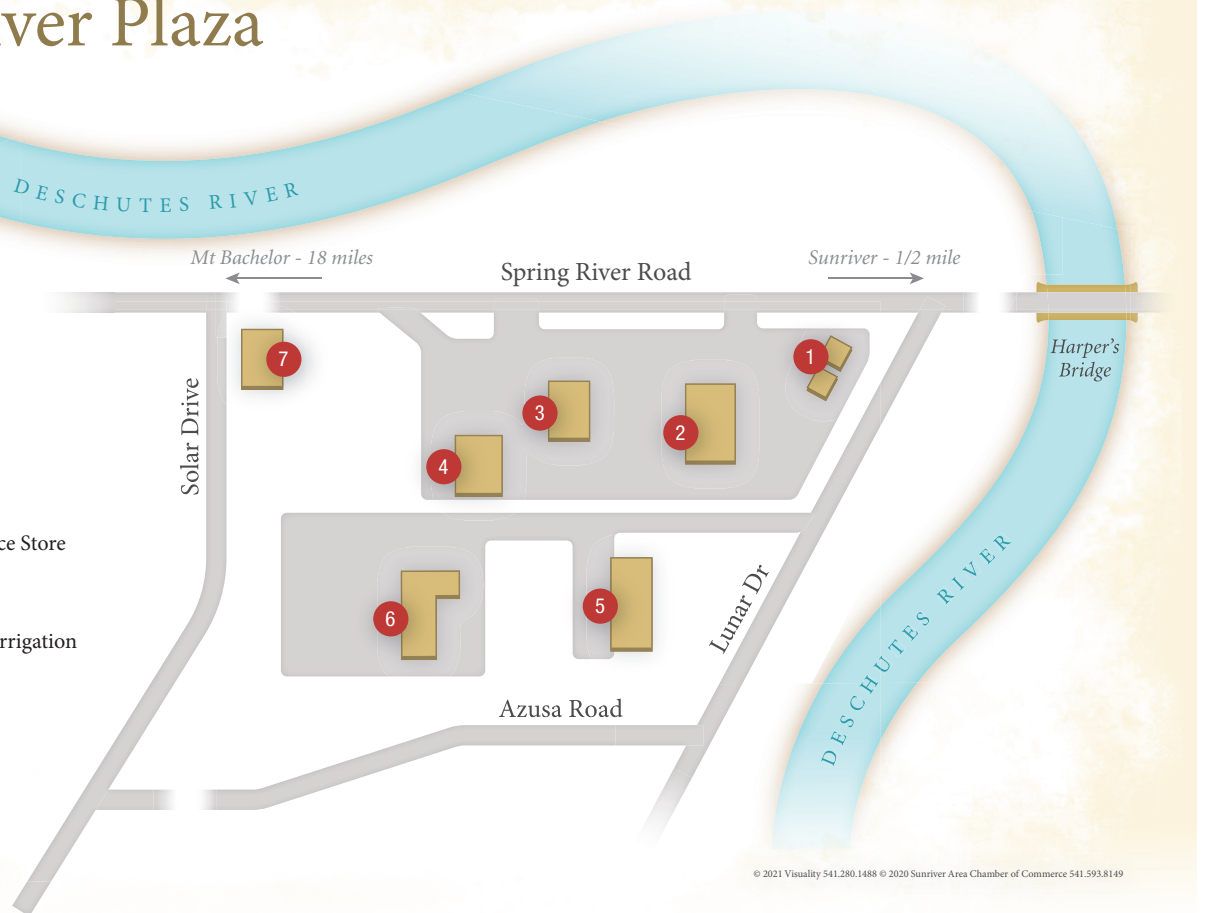 ver Plaza
DESCHUTES RIVER
Mt Bachelor - 18 miles
Sunriver - 1/2 mile
Spring River Road
Harper's
Bridge
Solar Drive
1
2
3
4
5
6
7
ce Store
rrigation
Lunar Dr
Azusa Road
DESCHUTES RIVER
© 2021 Visuality 541.280.1488 © 2020 Sunriver Area Chamber of Commerce 541.593.8149